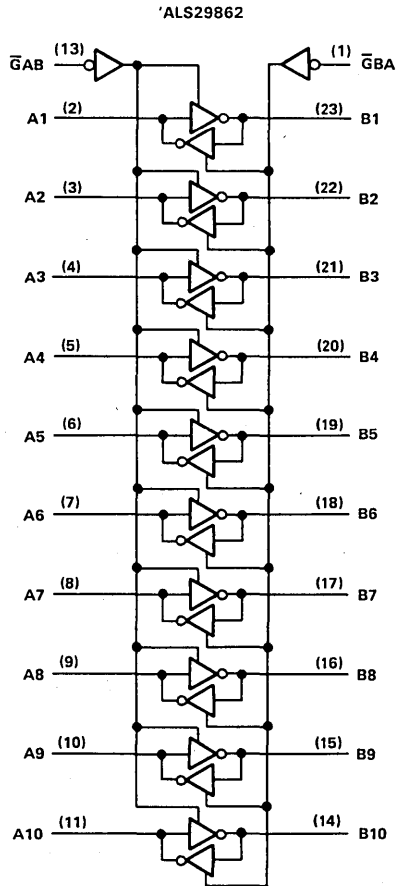 'ALS29862
G̅AB (13) (1) G̅BA
A1 (2) (23) B1
A2 (3) (22) B2
A3 (4) (21) B3
A4 (5) (20) B4
A5 (6) (19) B5
A6 (7) (18) B6
A7 (8) (17) B7
A8 (9) (16) B8
A9 (10) (15) B9
A10 (11) (14) B10